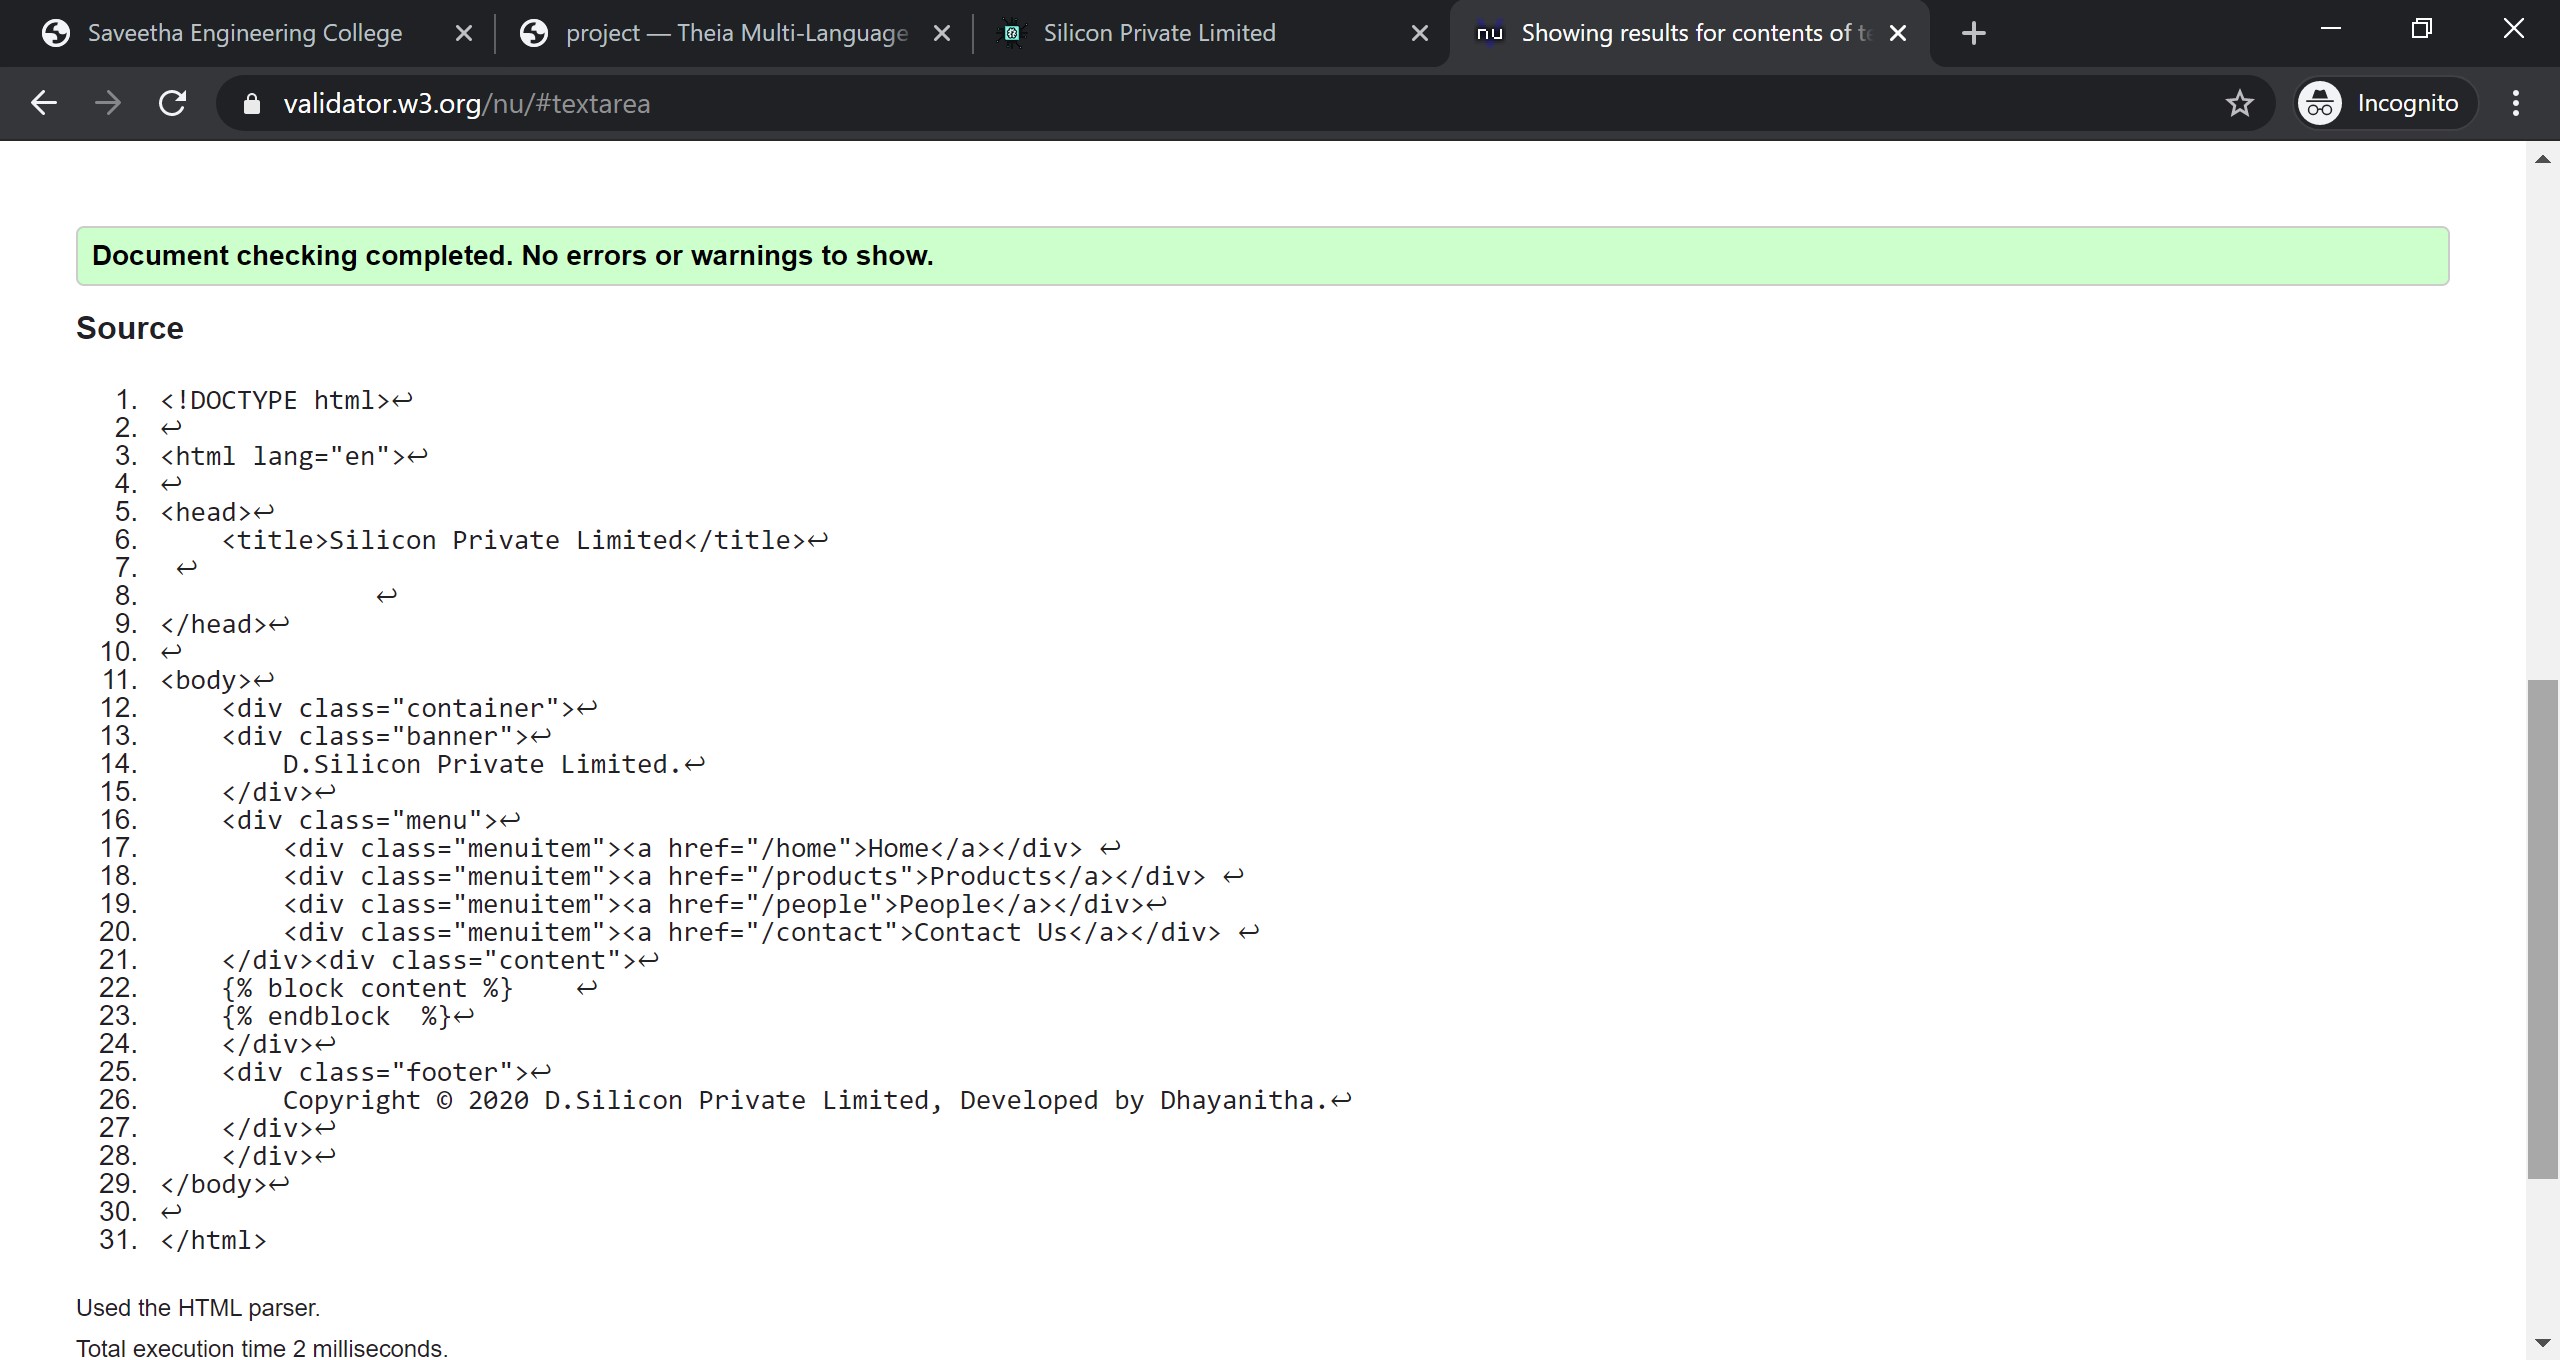 Saveetha Engineering College
project — Theia Multi-Language
Silicon Private Limited
nu Showing results for contents of te
validator.w3.org/nu/#textarea
Incognito
Document checking completed. No errors or warnings to show.
Source
1. <!DOCTYPE html>↩
2. ↩
3. <html lang="en">↩
4. ↩
5. <head>↩
6.     <title>Silicon Private Limited</title>↩
7.  ↩
8.               ↩
9. </head>↩
10. ↩
11. <body>↩
12.     <div class="container">↩
13.     <div class="banner">↩
14.         D.Silicon Private Limited.↩
15.     </div>↩
16.     <div class="menu">↩
17.         <div class="menuitem"><a href="/home">Home</a></div> ↩
18.         <div class="menuitem"><a href="/products">Products</a></div> ↩
19.         <div class="menuitem"><a href="/people">People</a></div>↩
20.         <div class="menuitem"><a href="/contact">Contact Us</a></div> ↩
21.     </div><div class="content">↩
22.     {% block content %}    ↩
23.     {% endblock  %}↩
24.     </div>↩
25.     <div class="footer">↩
26.         Copyright © 2020 D.Silicon Private Limited, Developed by Dhayanitha.↩
27.     </div>↩
28.     </div>↩
29. </body>↩
30. ↩
31. </html>
Used the HTML parser.
Total execution time 2 milliseconds.